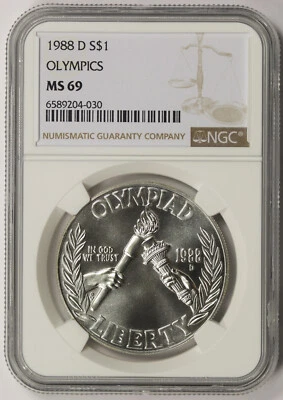 1988 D S$1
OLYMPICS
MS 69
6589204-030
NUMISMATIC GUARANTY COMPANY
NGC
OLYMPIAD
IN GOD
WE TRUST
1988
D
LIBERTY